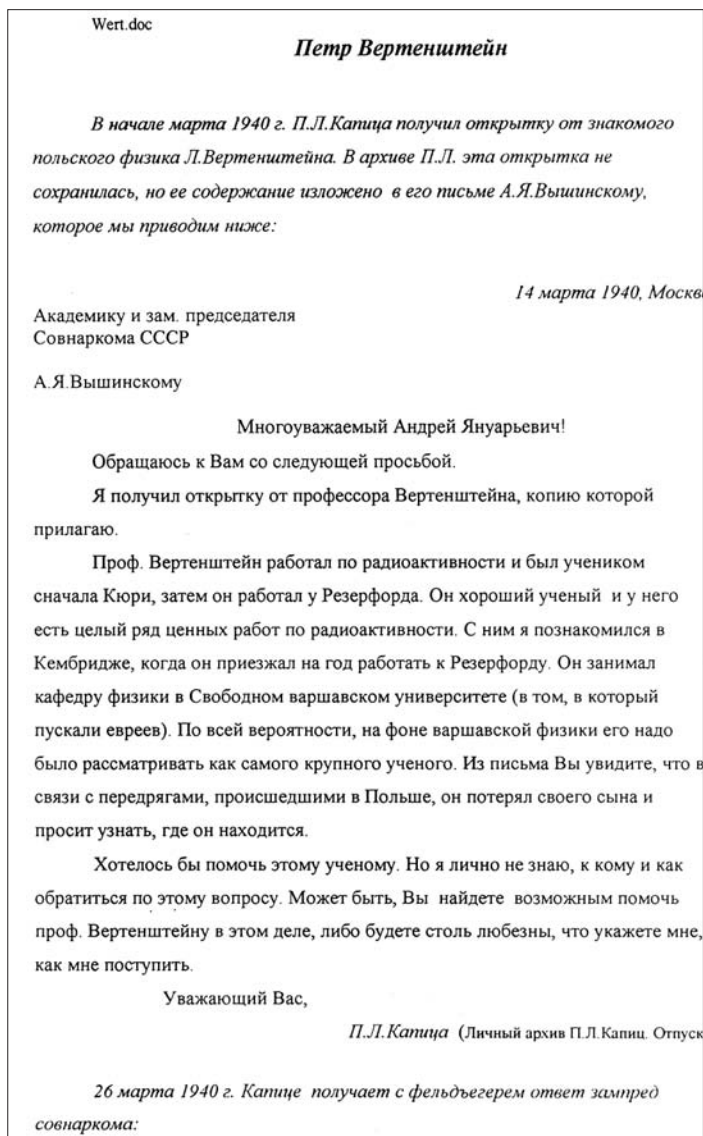 Wert.doc
Петр Вертенштейн
В начале марта 1940 г. П.Л.Капица получил открытку от знакомого
польского физика Л.Вертенштейна. В архиве П.Л. эта открытка не
сохранилась, но ее содержание изложено в его письме А.Я.Вышинскому,
которое мы приводим ниже:
14 марта 1940, Москва
Академику и зам. председателя
Совнаркома СССР
А.Я.Вышинскому
Многоуважаемый Андрей Януарьевич!
Обращаюсь к Вам со следующей просьбой.
Я получил открытку от профессора Вертенштейна, копию которой
прилагаю.
Проф. Вертенштейн работал по радиоактивности и был учеником
сначала Кюри, затем он работал у Резерфорда. Он хороший ученый и у него
есть целый ряд ценных работ по радиоактивности. С ним я познакомился в
Кембридже, когда он приезжал на год работать к Резерфорду. Он занимал
кафедру физики в Свободном варшавском университете (в том, в который
пускали евреев). По всей вероятности, на фоне варшавской физики его надо
было рассматривать как самого крупного ученого. Из письма Вы увидите, что в
связи с передрягами, происшедшими в Польше, он потерял своего сына и
просит узнать, где он находится.
Хотелось бы помочь этому ученому. Но я лично не знаю, к кому и как
обратиться по этому вопросу. Может быть, Вы найдете возможным помочь
проф. Вертенштейну в этом деле, либо будете столь любезны, что укажете мне,
как мне поступить.
Уважающий Вас,
П.Л.Капица (Личный архив П.Л.Капиц. Отпуск
26 марта 1940 г. Капице получает с фельдъегерем ответ зампред
совнаркома: